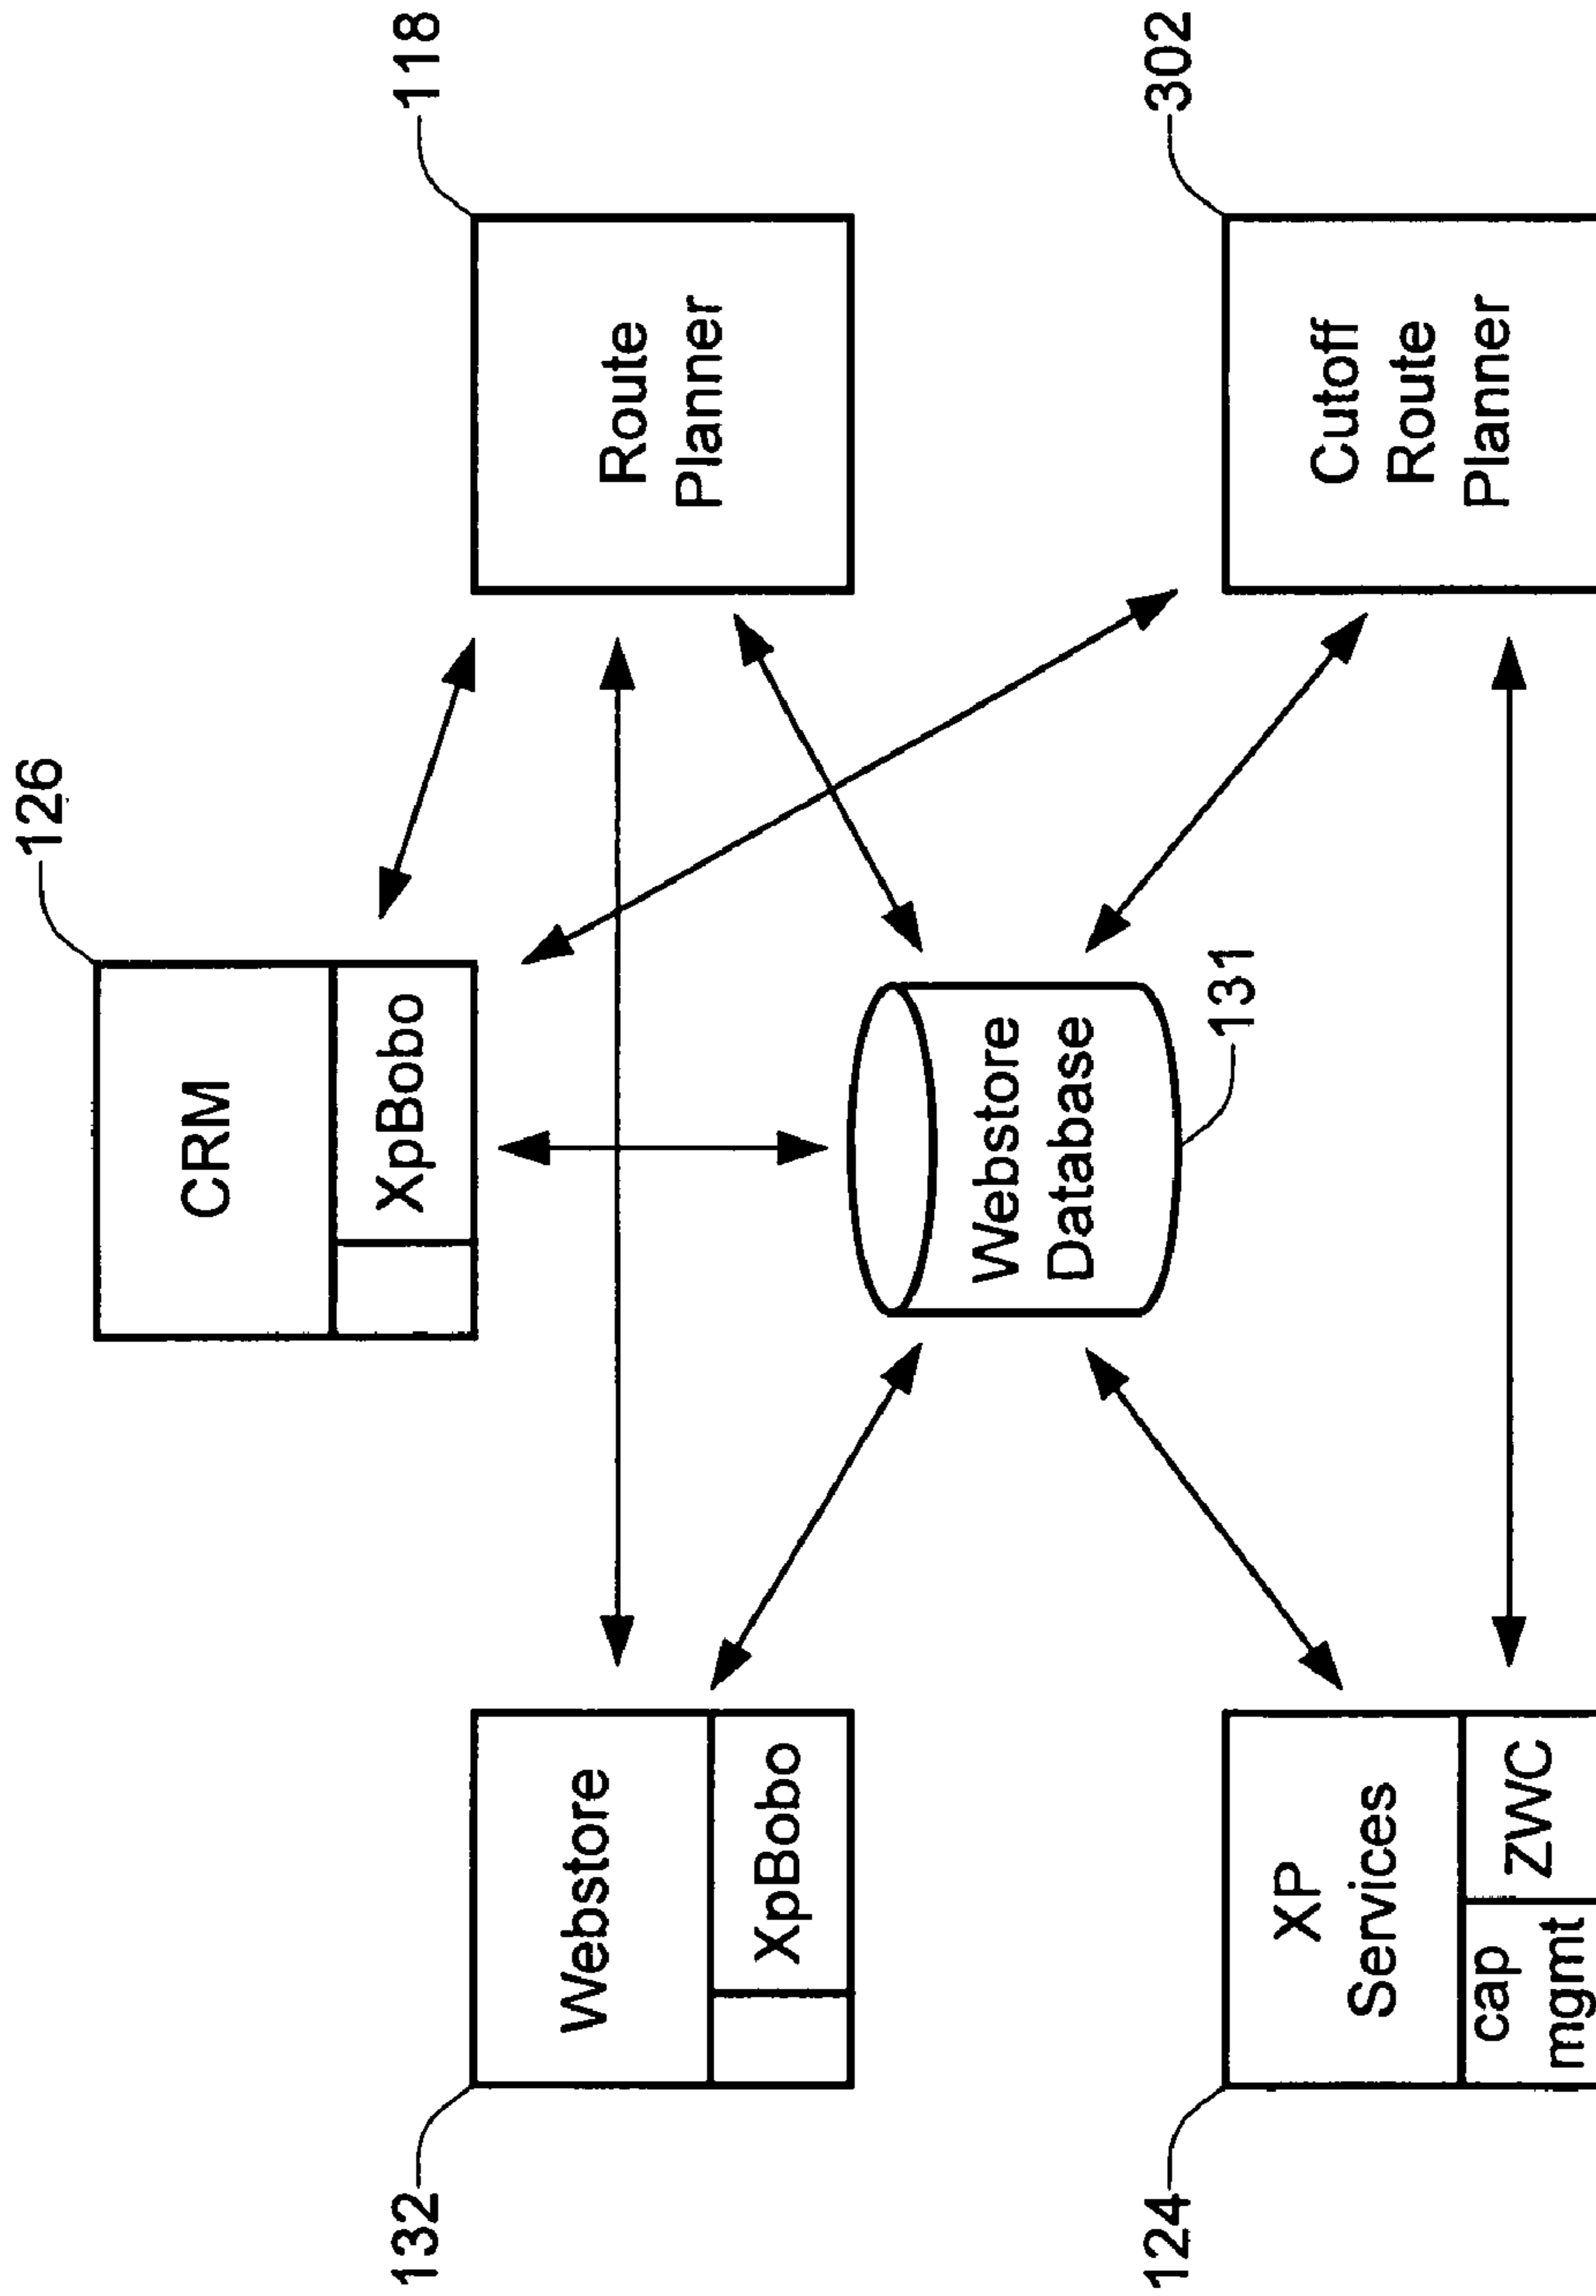 126
CRM
XpBobo
132
Webstore
XpBobo
118
Route
Planner
Webstore
Database
131
124
XP
Services
cap
mgmt
ZWC
302
Cutoff
Route
Planner